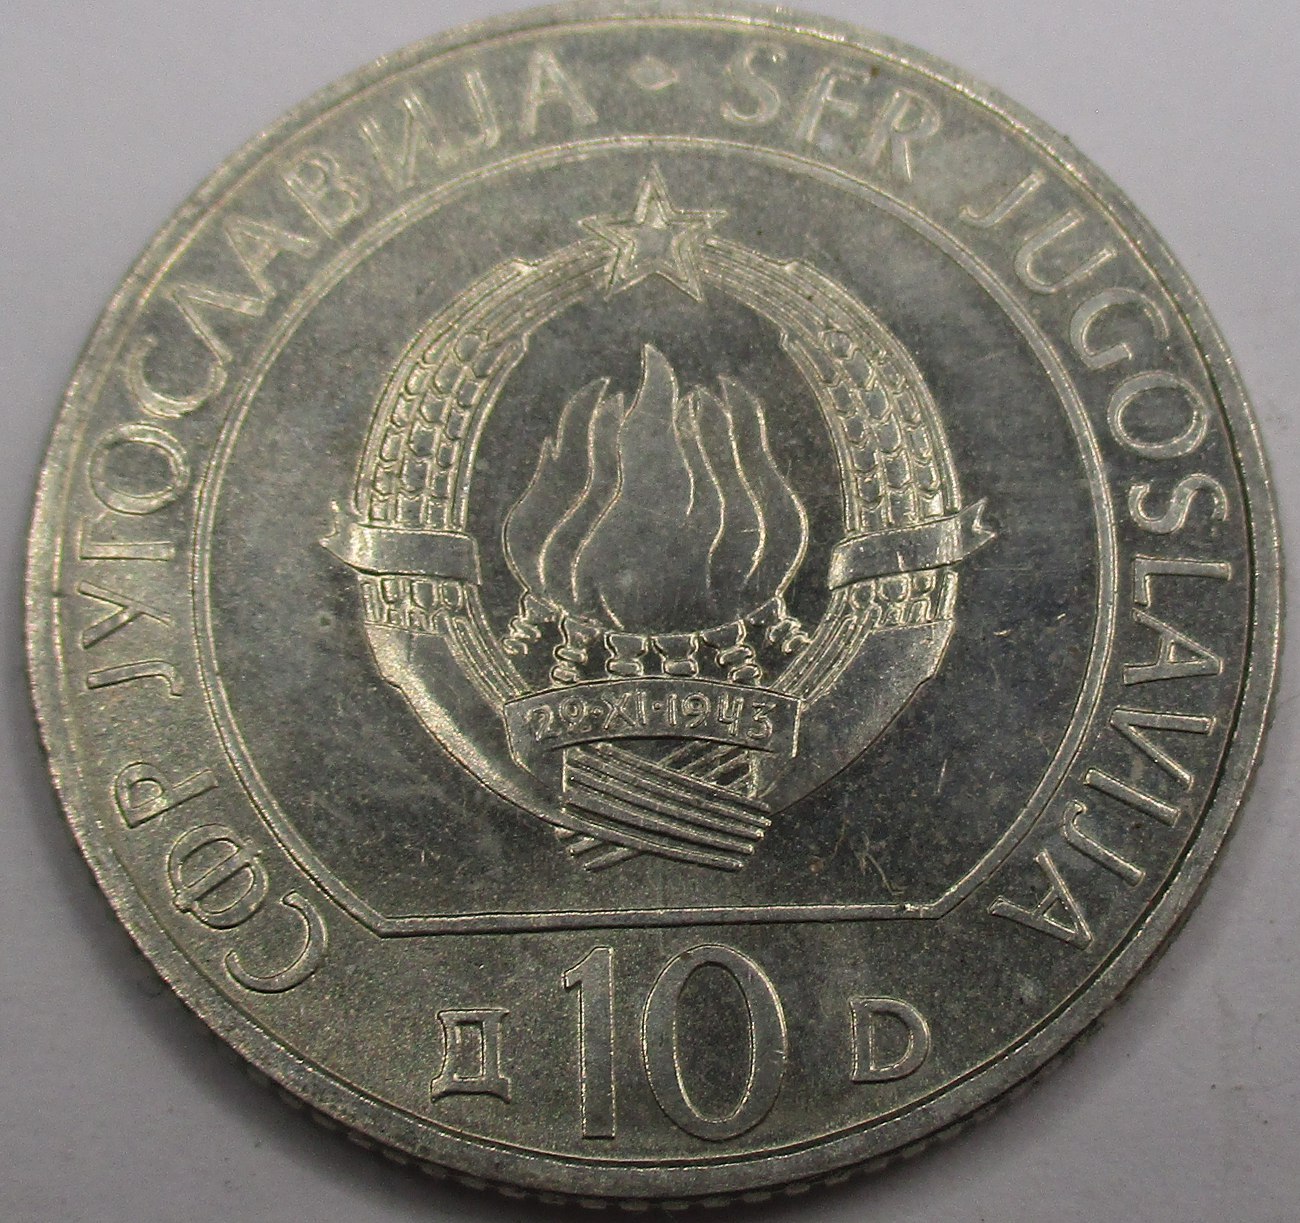 СФР ЈУГОСЛАВИЈА · SFR JUGOSLAVIJA
29·XI·1943
Д 10 D